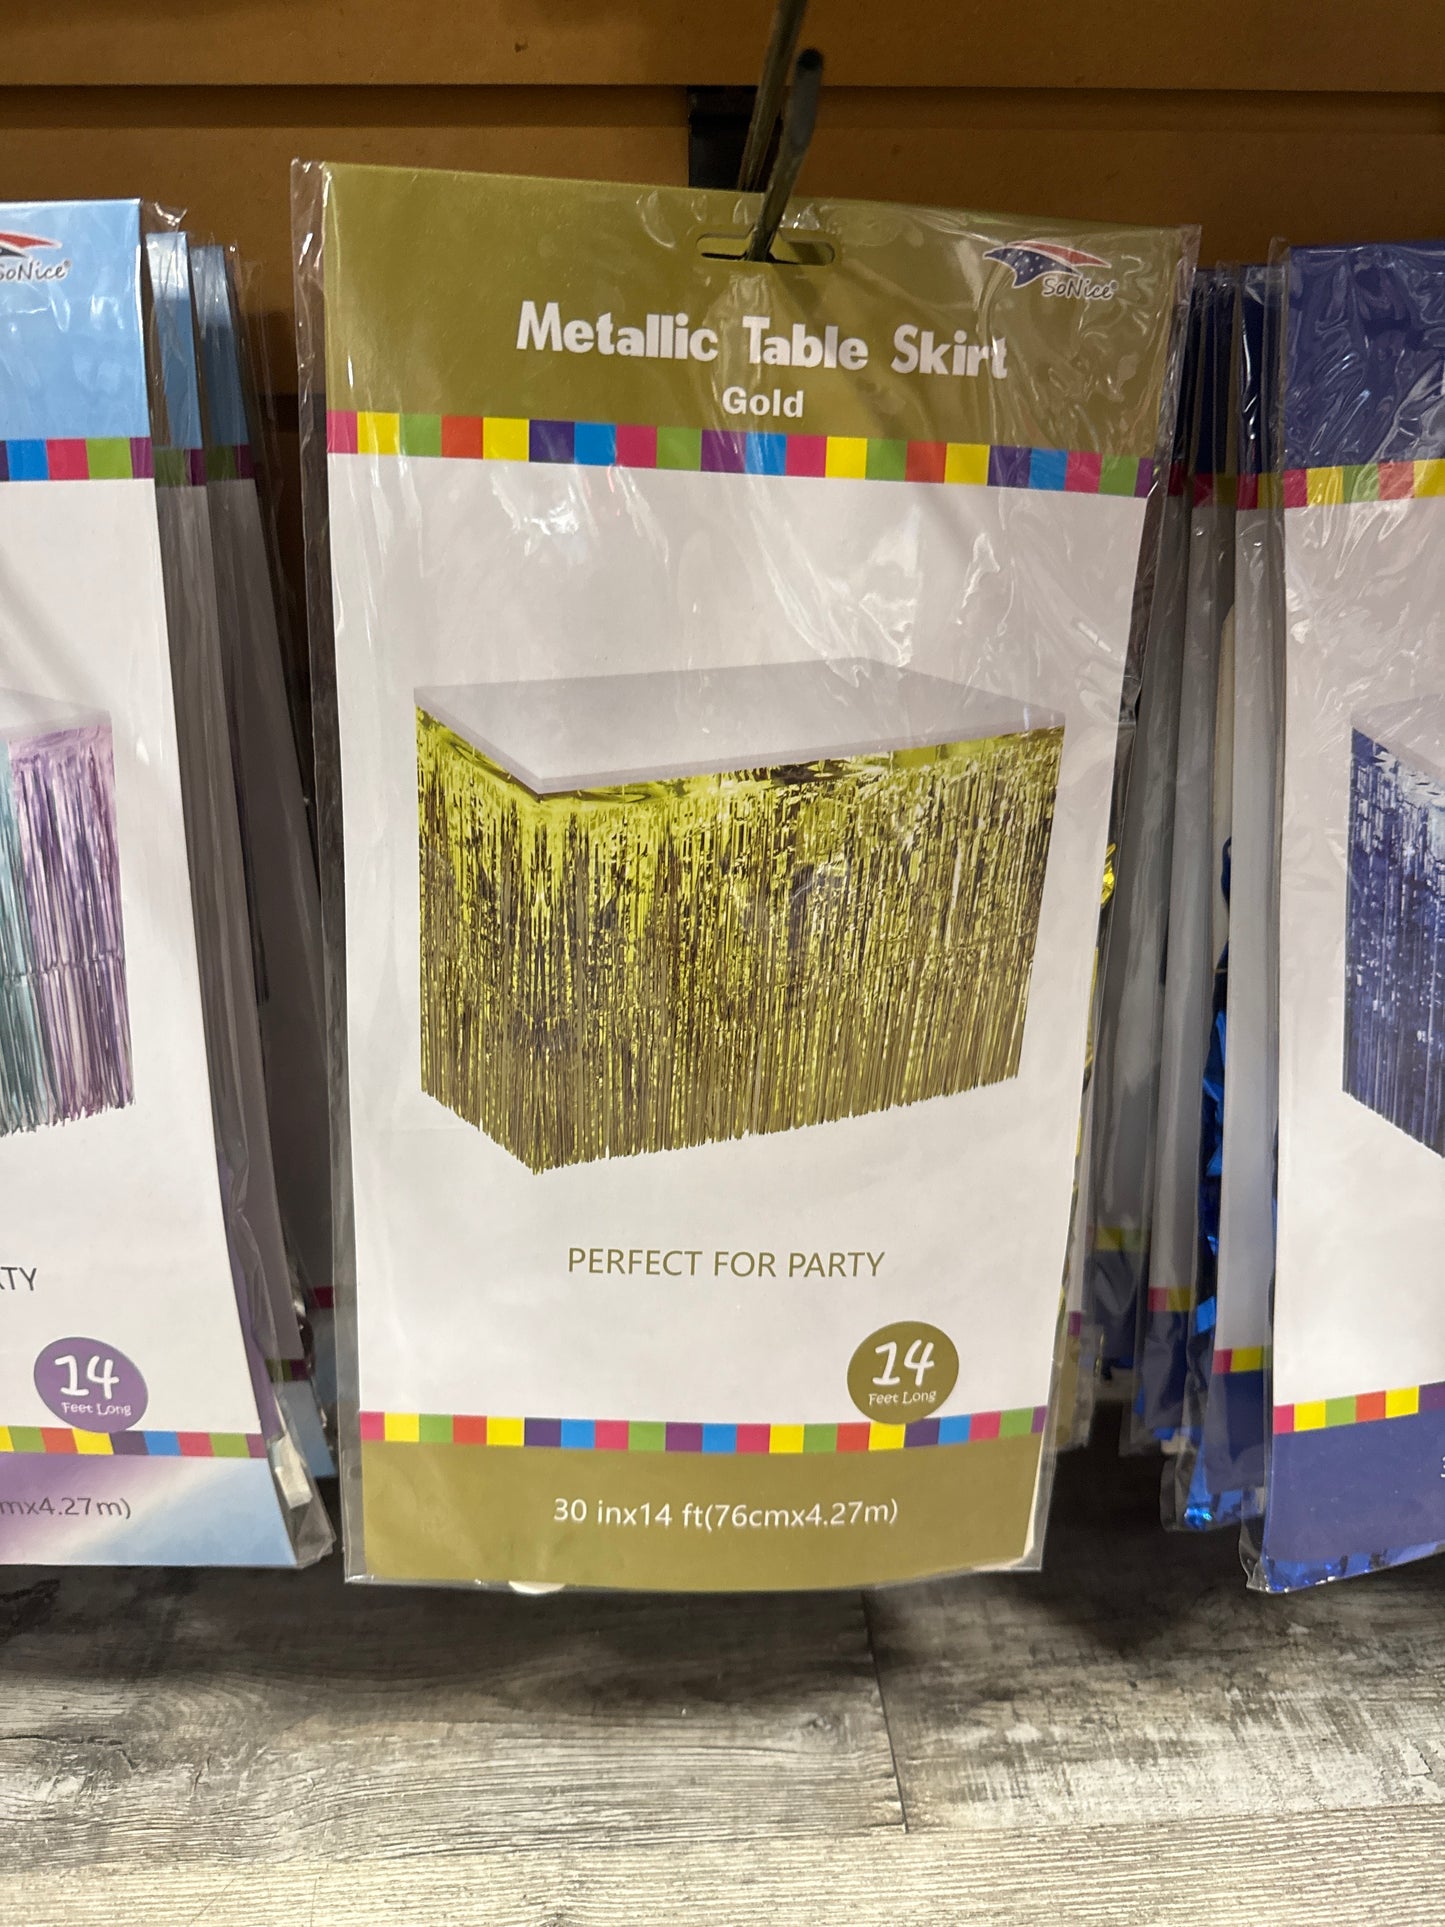 SoNice
SoNice
Metallic Table Skirt
Gold
PERFECT FOR PARTY
14
Feet Long
14
Feet Long
mx4.27m)
30 inx14 ft(76cmx4.27m)